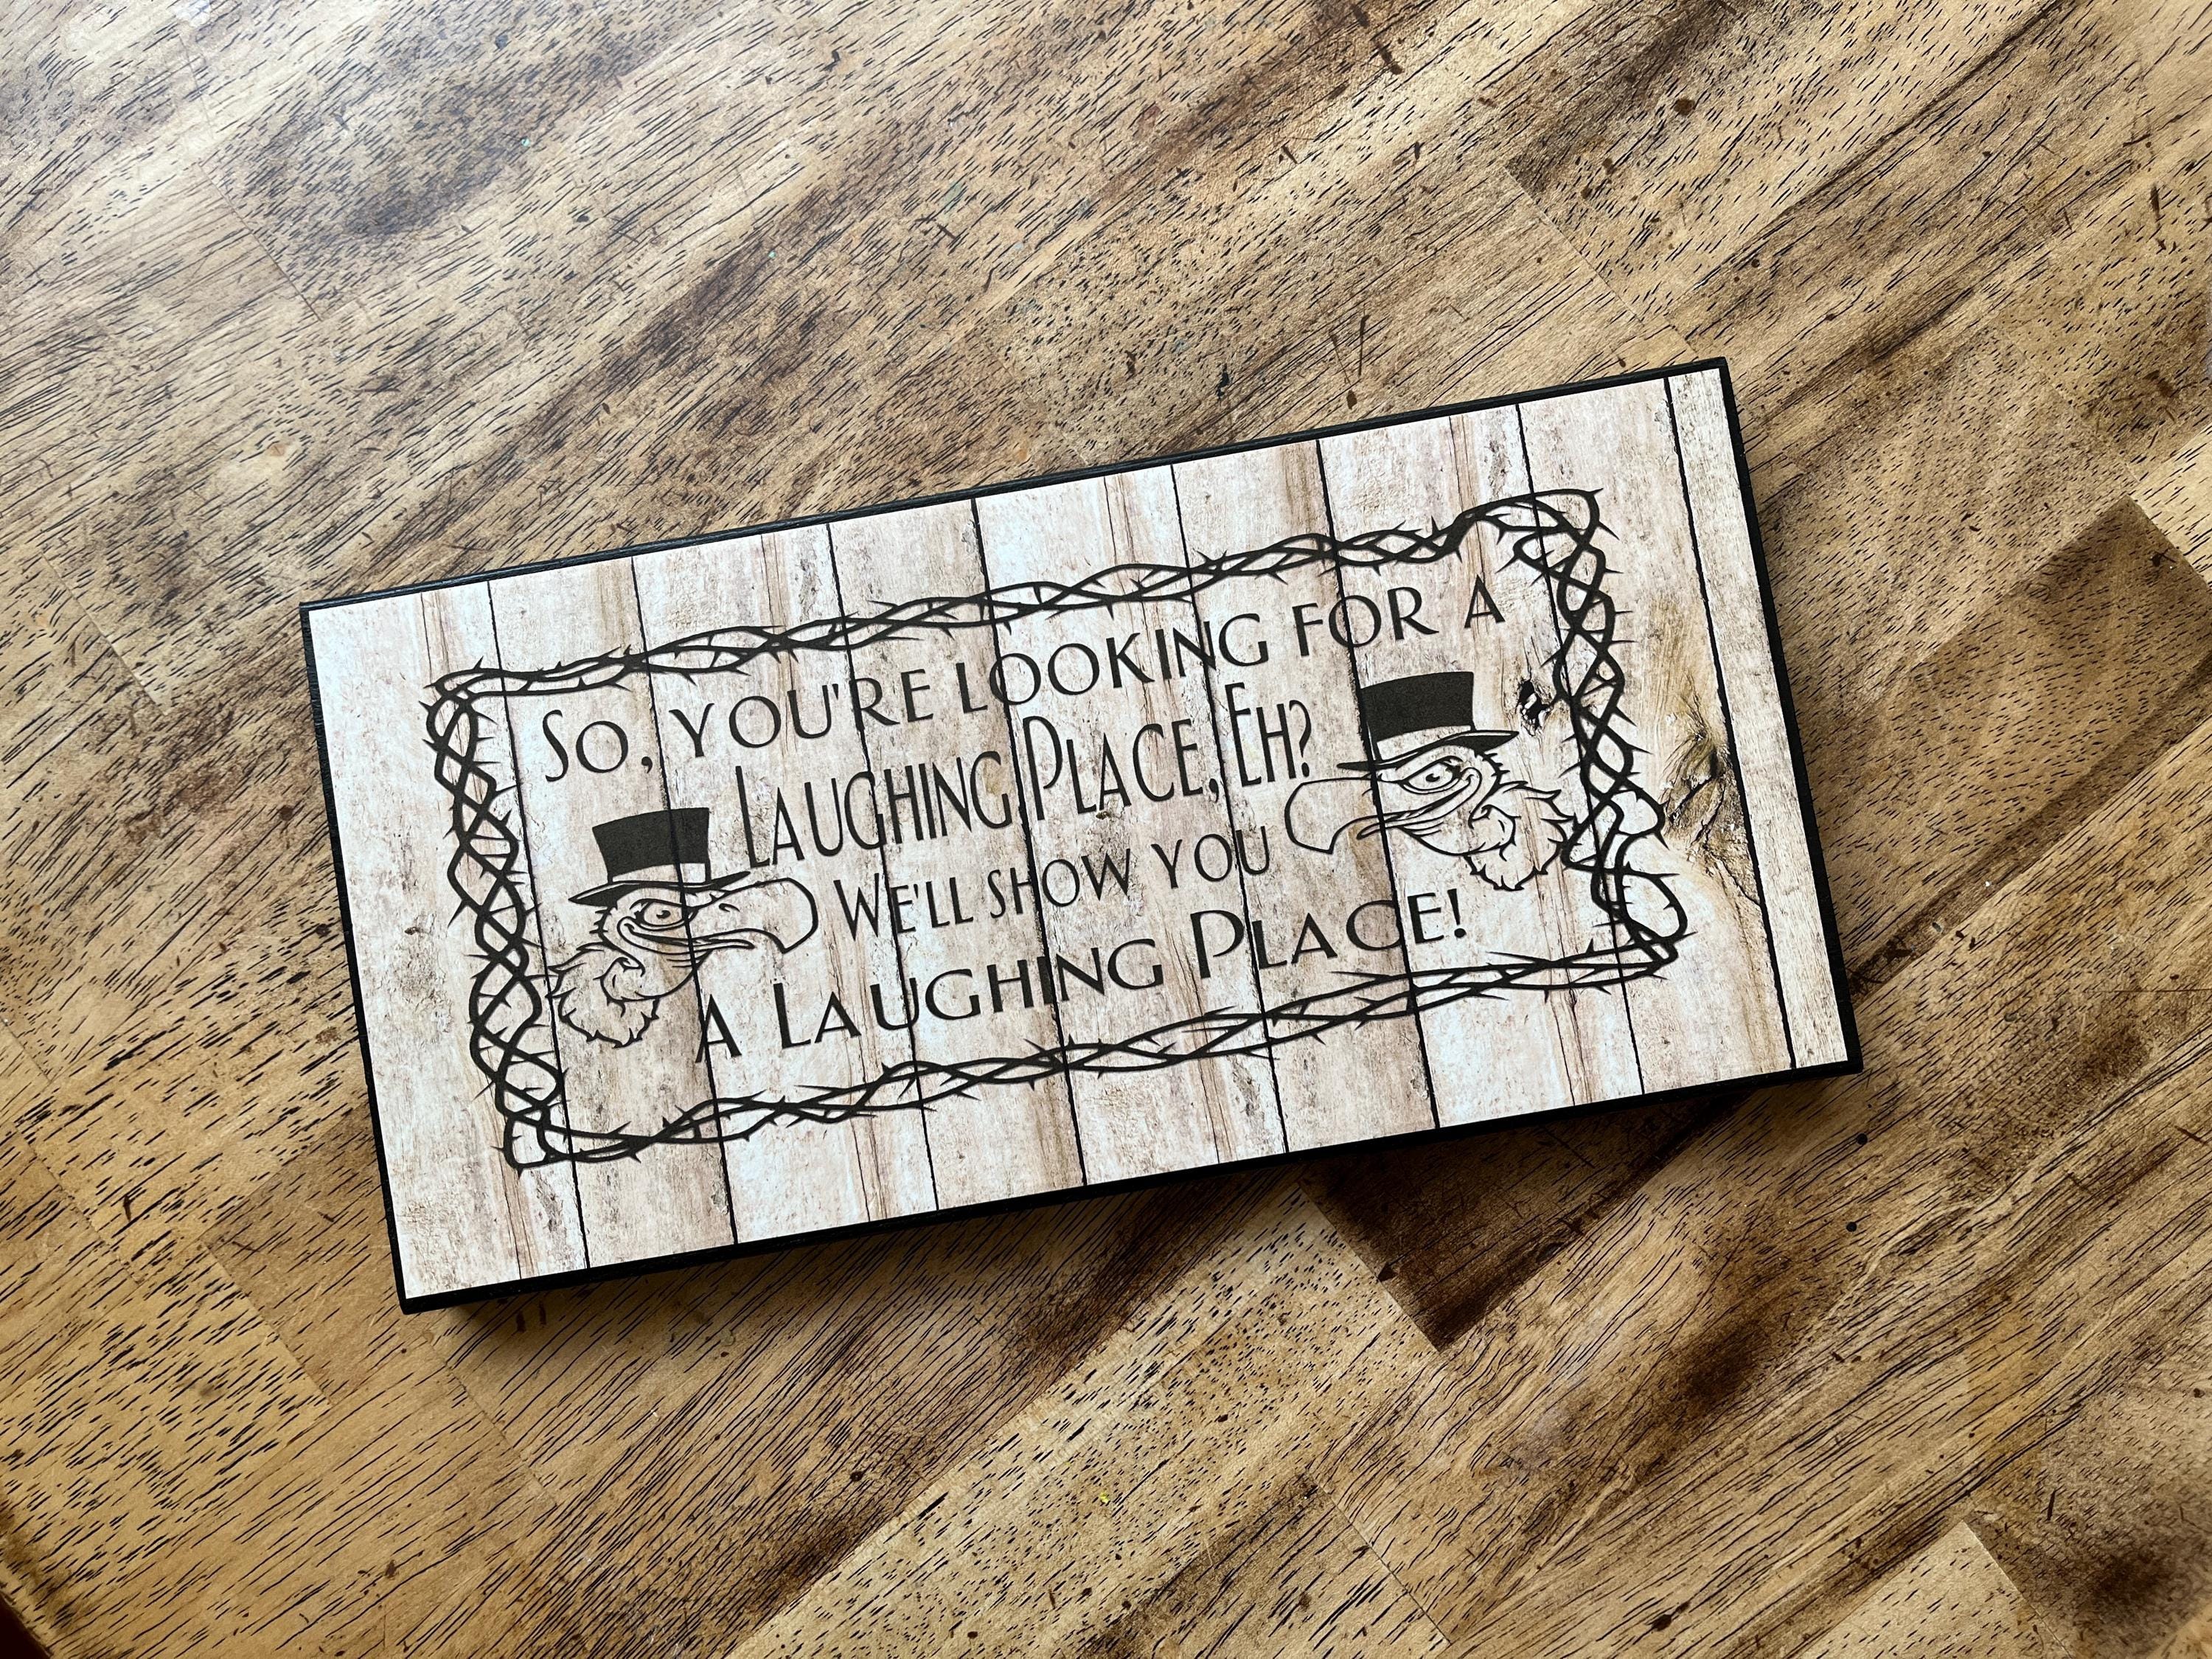 So, you're looking for a
Laughing Place, Eh?
We'll show you
a Laughing Place!